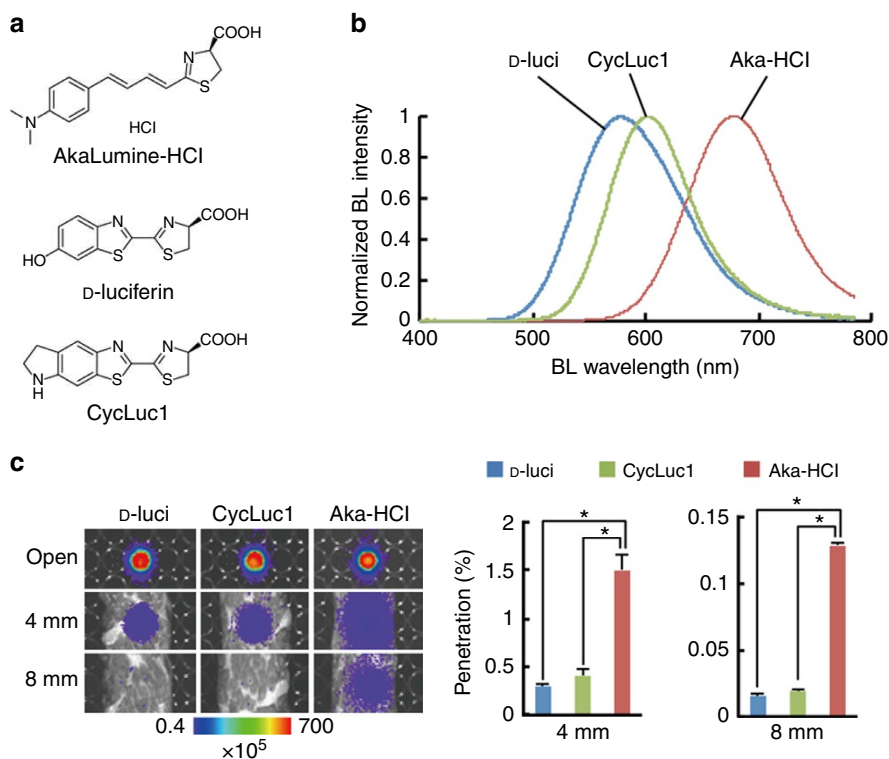 a
COOH
N
S
N
HCl
AkaLumine-HCl
COOH
N
N
HO
S
S
D-luciferin
COOH
N
N
N
H
S
S
CycLuc1
b
D-luci CycLuc1 Aka-HCl
Normalized BL intensity
1
0.8
0.6
0.4
0.2
0
400 500 600 700 800
BL wavelength (nm)
c
D-luci CycLuc1 Aka-HCl
Open
4 mm
8 mm
0.4 700
×10⁵
D-luci CycLuc1 Aka-HCl
Penetration (%)
2
1.5
1
0.5
0
*
*
4 mm
0.15
0.1
0.05
0
*
*
8 mm